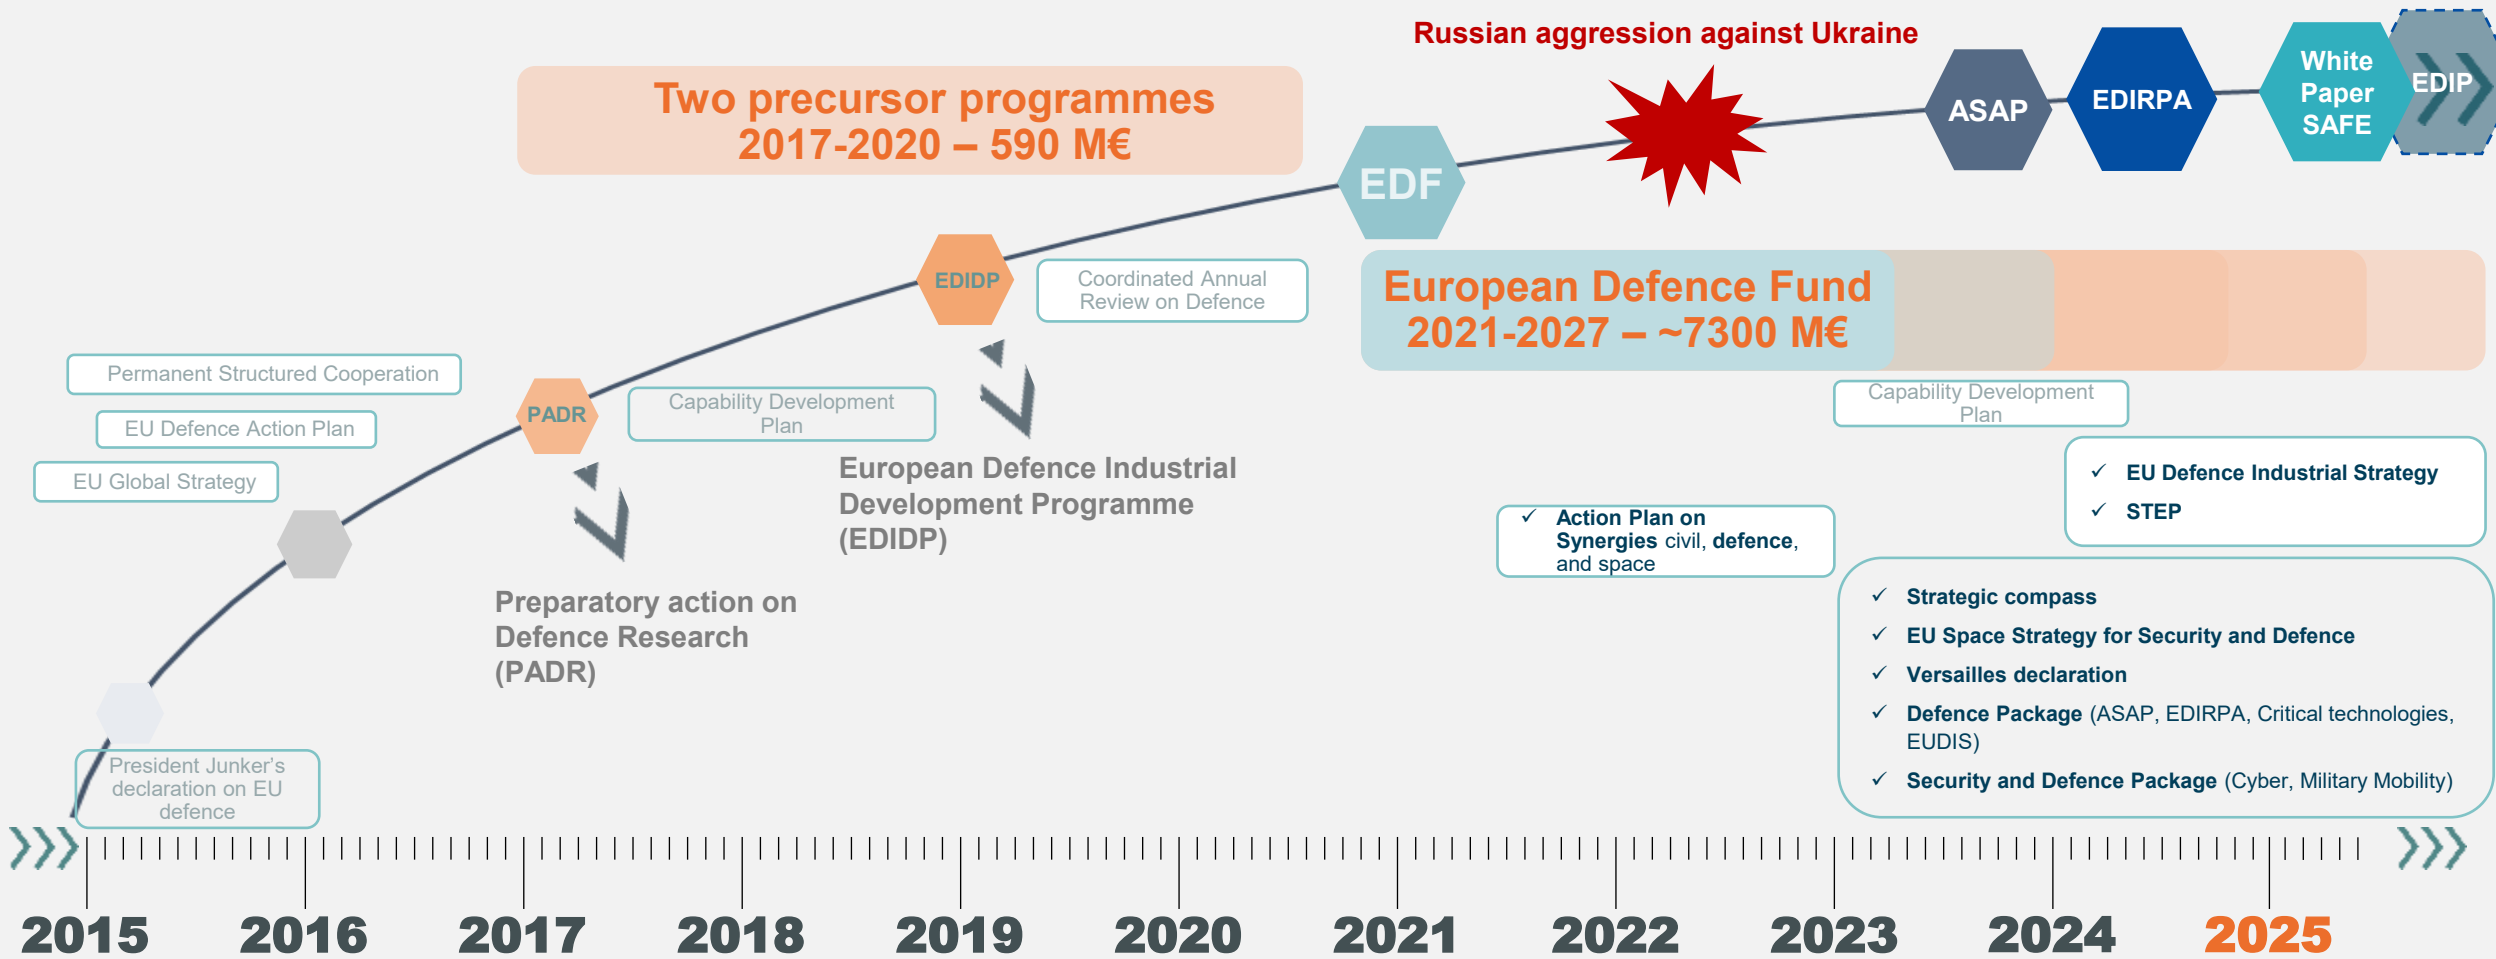 Russian aggression against Ukraine
Two precursor programmes
2017-2020 – 590 M€
ASAP
EDIRPA
White
Paper
SAFE
EDIP
EDF
EDIDP
Coordinated Annual
Review on Defence
European Defence Fund
2021-2027 – ~7300 M€
Permanent Structured Cooperation
EU Defence Action Plan
EU Global Strategy
PADR
Capability Development
Plan
Capability Development
Plan
European Defence Industrial
Development Programme
(EDIDP)
✓ EU Defence Industrial Strategy
✓ STEP
✓ Action Plan on
Synergies civil, defence,
and space
Preparatory action on
Defence Research
(PADR)
✓ Strategic compass
✓ EU Space Strategy for Security and Defence
✓ Versailles declaration
✓ Defence Package (ASAP, EDIRPA, Critical technologies,
EUDIS)
✓ Security and Defence Package (Cyber, Military Mobility)
President Junker’s
declaration on EU
defence
2015 2016 2017 2018 2019 2020 2021 2022 2023 2024 2025